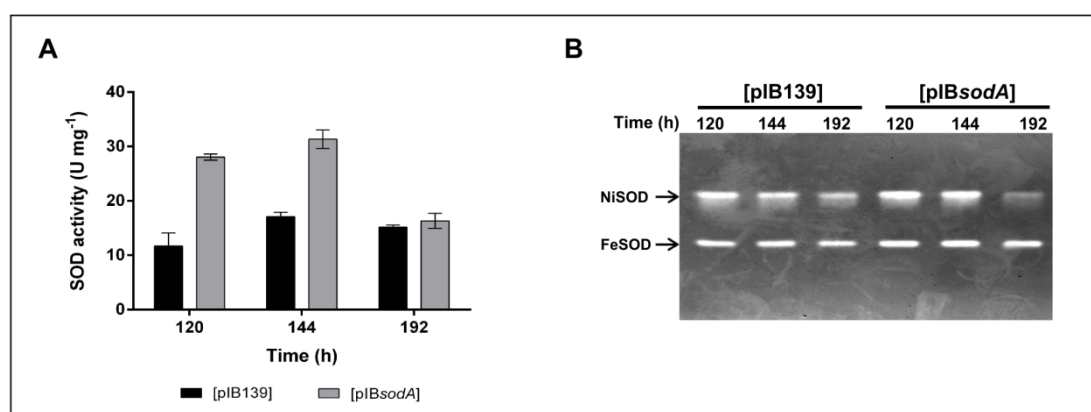 A
SOD activity (U mg⁻¹)
40
30
20
10
0
120 144 192
Time (h)
[pIB139] [pIBsodA]
B
[pIB139] [pIBsodA]
Time (h) 120 144 192 120 144 192
NiSOD
FeSOD